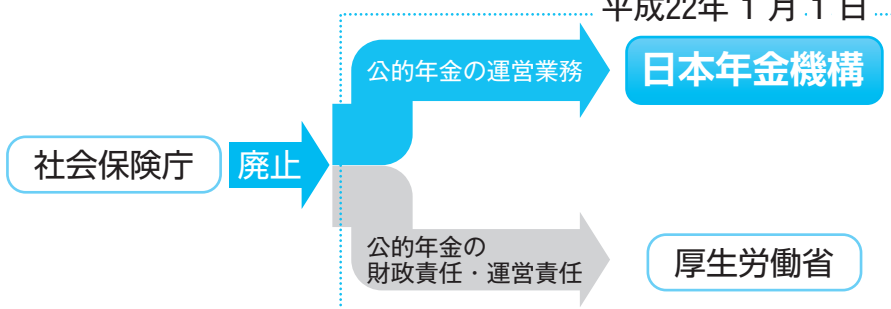 平成22年 1 月 1 日
公的年金の運営業務
日本年金機構
社会保険庁
廃止
公的年金の
財政責任・運営責任
厚生労働省